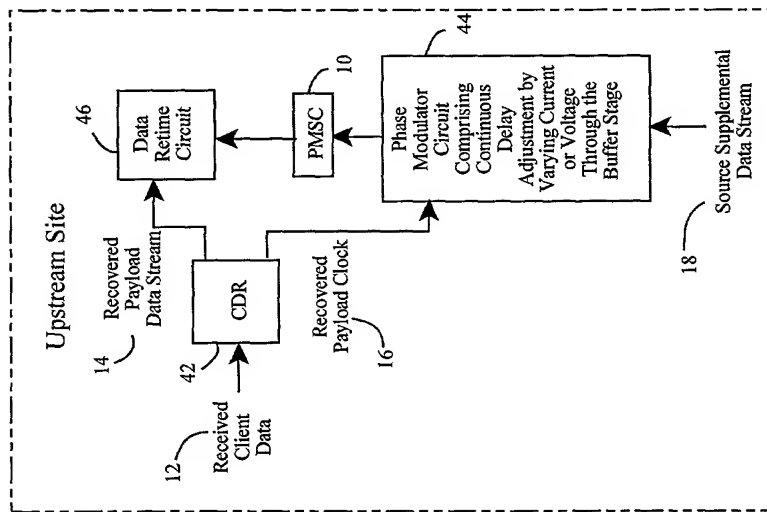 Upstream Site
12
Received
Client
Data
42
CDR
14
Recovered
Payload
Data Stream
Recovered
Payload Clock
16
46
Data
Retime
Circuit
10
PMSC
44
Phase
Modulator
Circuit
Comprising
Continuous
Delay
Adjustment by
Varying Current
or Voltage
Through the
Buffer Stage
18
Source Supplemental
Data Stream